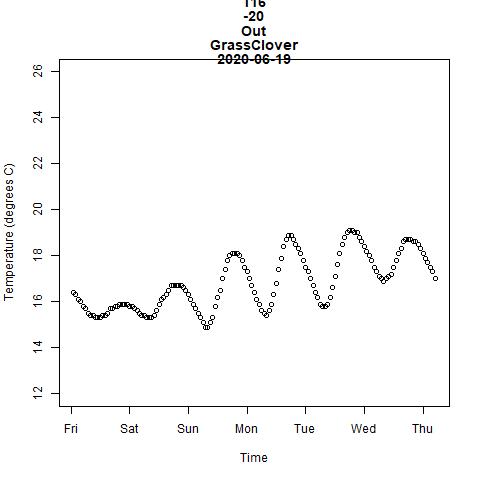 116
-20
Out
GrassClover
2020-06-19
26
24
22
20
18
16
14
12
Temperature (degrees C)
Fri Sat Sun Mon Tue Wed Thu
Time